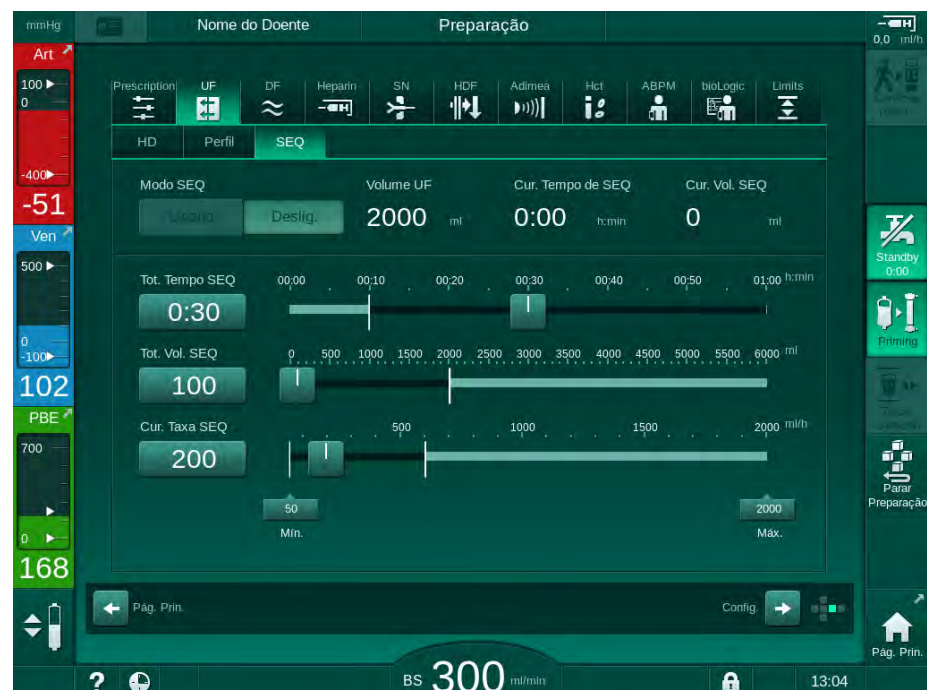 mmHg Nome do Doente Preparação 0,0 ml/h
Art
100
0
-400
-51
Ven
500
0
-100
102
PBE
700
0
168
Prescription UF DF Heparin SN HDF Adimea Hct ABPM bioLogic Limits
HD Perfil SEQ
Modo SEQ Volume UF Cur. Tempo de SEQ Cur. Vol. SEQ
Deslig. 2000 ml 0:00 h:min 0 ml
Tot. Tempo SEQ 00:00 00:10 00:20 00:30 00:40 00:50 01:00 h:min
0:30
Tot. Vol. SEQ 0 500 1000 1500 2000 2500 3000 3500 4000 4500 5000 5500 6000 ml
100
Cur. Taxa SEQ 500 1000 1500 2000 ml/h
200
50 2000
Mín. Máx.
Standby
0:00
Priming
Parar
Preparação
Pág. Prin. Config.
Pág. Prin.
? BS 300 ml/min 13:04